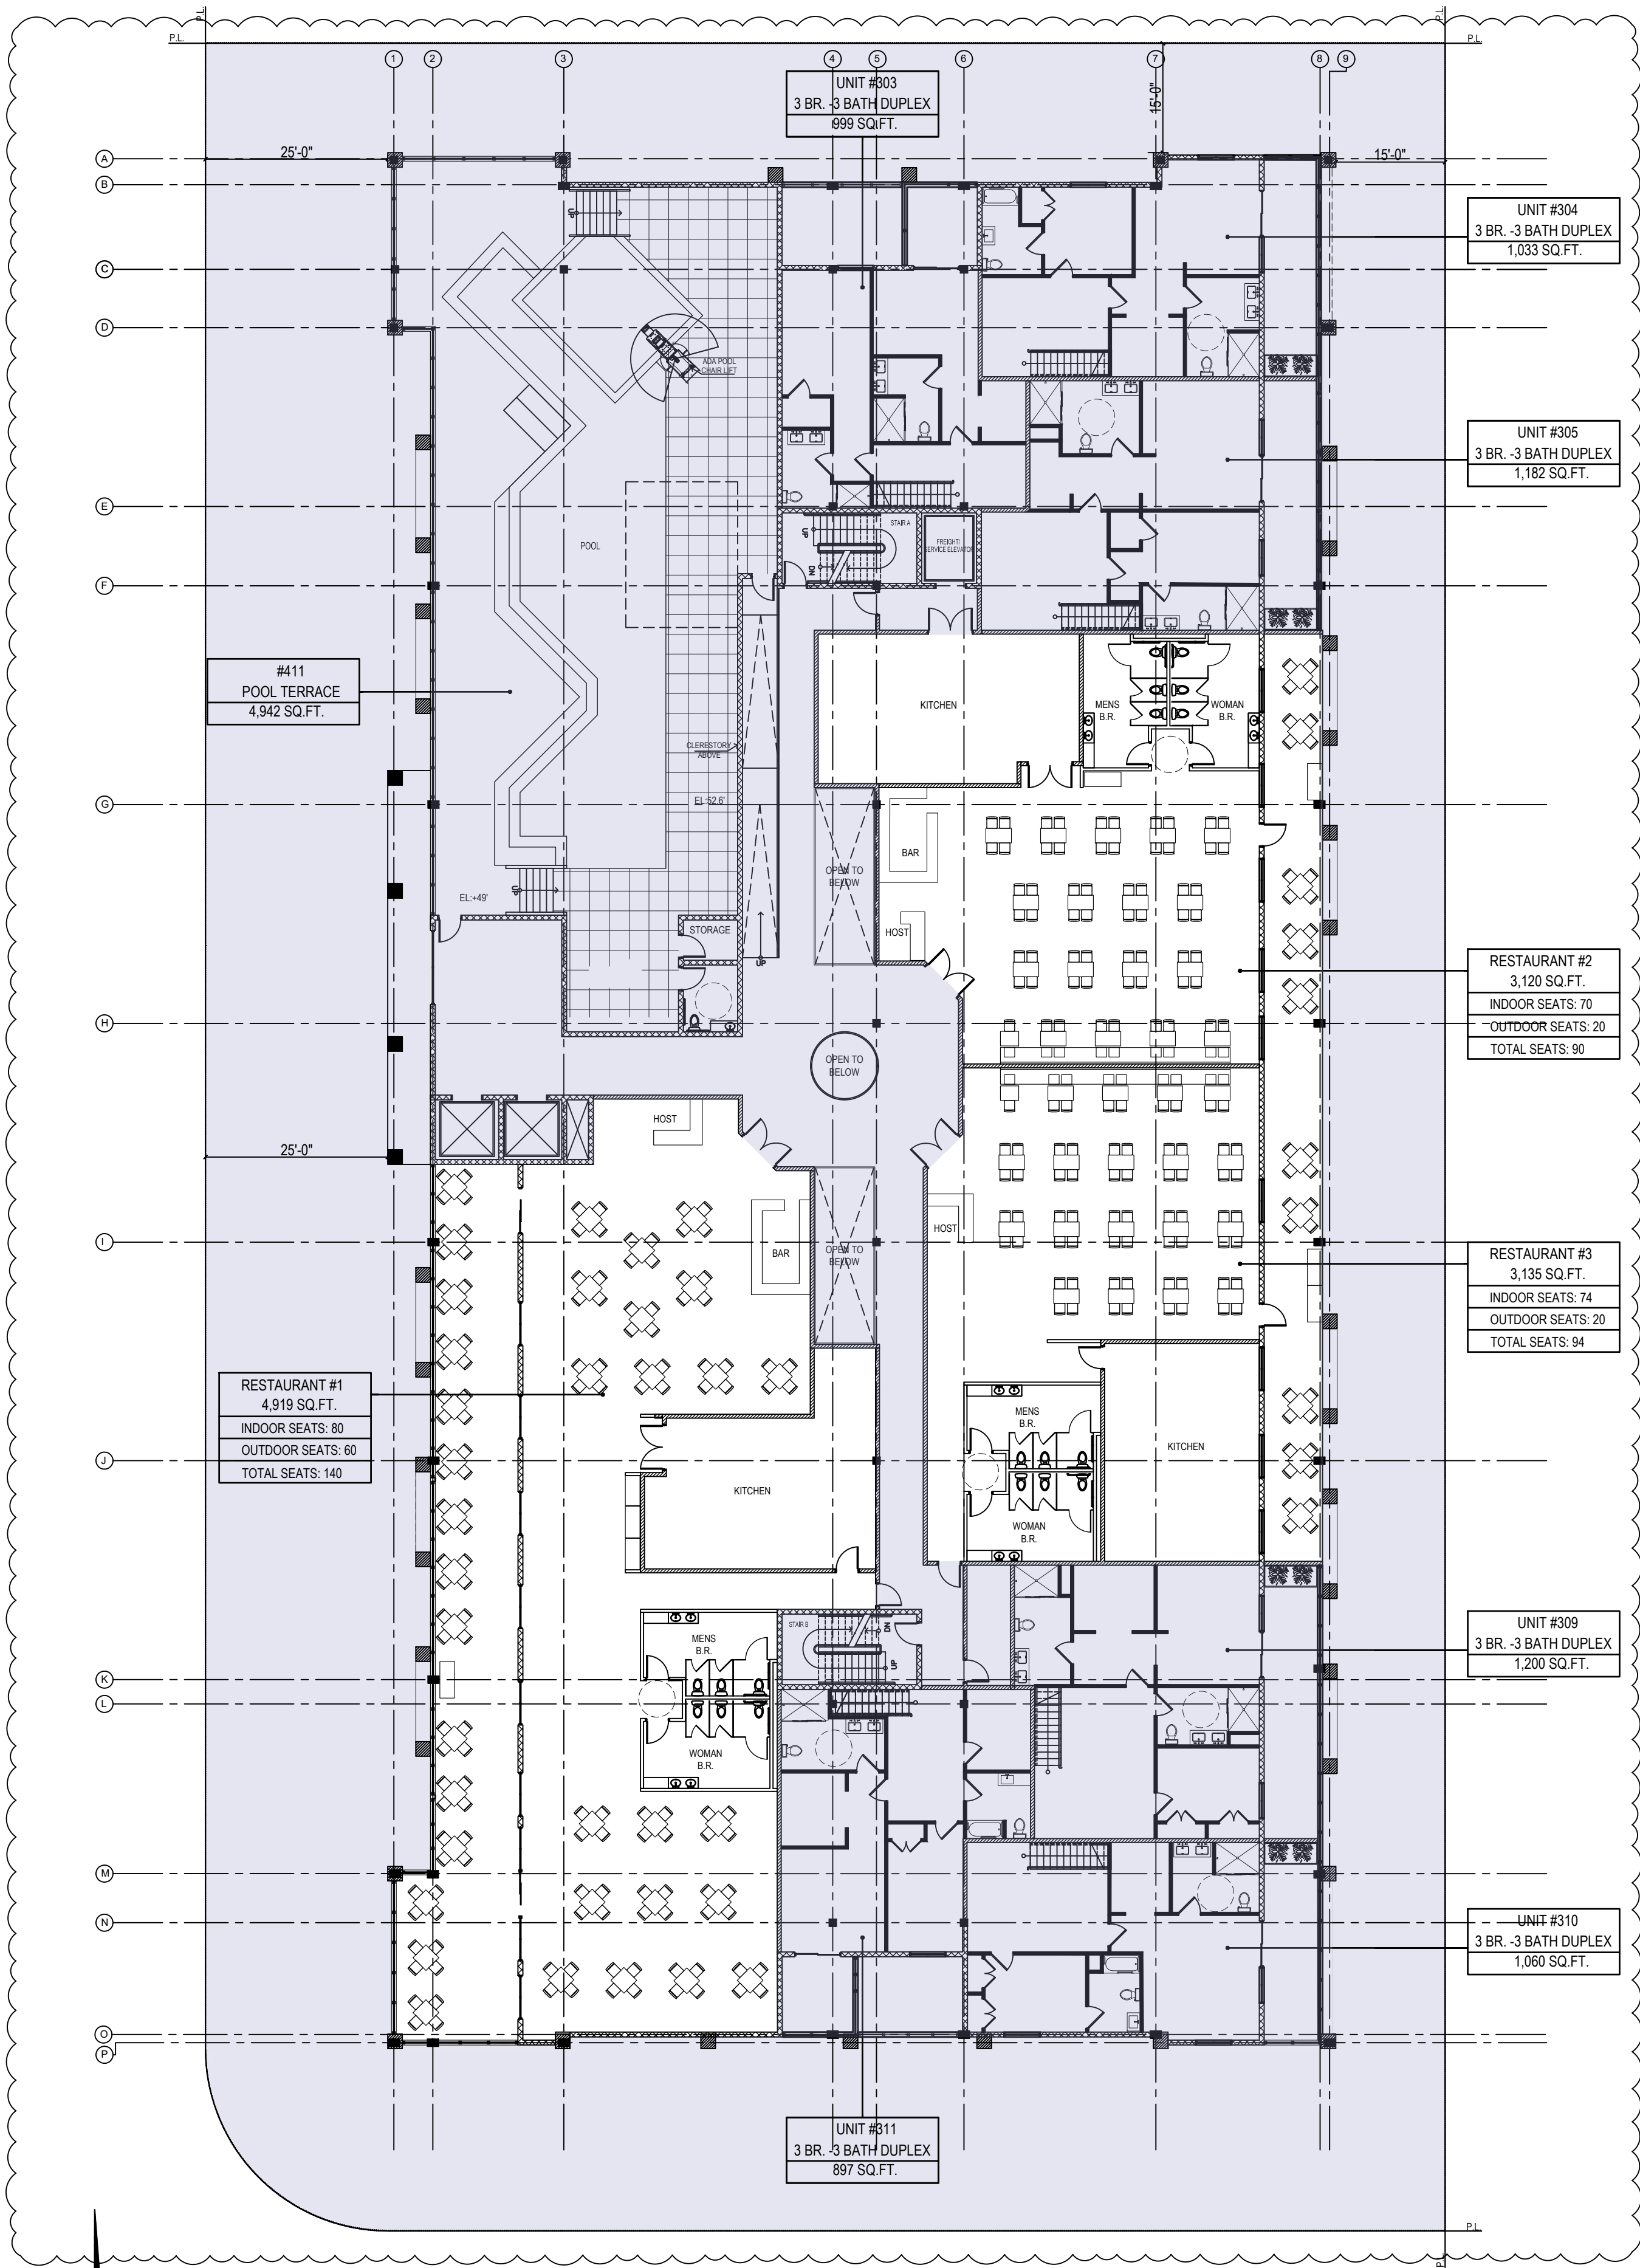 P.L.
P.L.
P.L.
P.L.
1
2
3
4
5
6
7
8
9
UNIT #303
3 BR. -3 BATH DUPLEX
999 SQ.FT.
15'-0"
A
25'-0"
15'-0"
B
UP
UNIT #304
3 BR. -3 BATH DUPLEX
1,033 SQ.FT.
C
D
ADA POOL
CHAIR LIFT
UNIT #305
3 BR. -3 BATH DUPLEX
1,182 SQ.FT.
E
STAIR A
UP
DN
FREIGHT/
SERVICE ELEVATOR
POOL
F
#411
POOL TERRACE
4,942 SQ.FT.
KITCHEN
MENS
B.R.
WOMAN
B.R.
CLERESTORY
ABOVE
EL:52.6'
G
BAR
OPEN TO
BELOW
UP
EL:+49'
STORAGE
HOST
UP
RESTAURANT #2
3,120 SQ.FT.
INDOOR SEATS: 70
OUTDOOR SEATS: 20
TOTAL SEATS: 90
H
OPEN TO
BELOW
HOST
25'-0"
HOST
I
BAR
OPEN TO
BELOW
RESTAURANT #3
3,135 SQ.FT.
INDOOR SEATS: 74
OUTDOOR SEATS: 20
TOTAL SEATS: 94
RESTAURANT #1
4,919 SQ.FT.
INDOOR SEATS: 80
OUTDOOR SEATS: 60
TOTAL SEATS: 140
MENS
B.R.
KITCHEN
J
KITCHEN
WOMAN
B.R.
STAIR B
DN
UP
MENS
B.R.
UNIT #309
3 BR. -3 BATH DUPLEX
1,200 SQ.FT.
K
L
WOMAN
B.R.
M
N
UNIT #310
3 BR. -3 BATH DUPLEX
1,060 SQ.FT.
O
P
UNIT #311
3 BR. -3 BATH DUPLEX
897 SQ.FT.
P.L.
P.L.